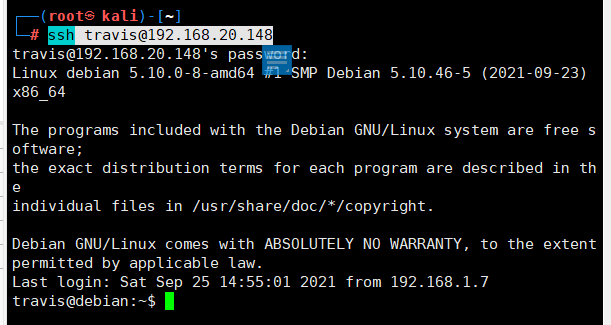 ┌──(root㉿ kali)-[~]
└─# ssh travis@192.168.20.148
travis@192.168.20.148's password:
Linux debian 5.10.0-8-amd64 #1 SMP Debian 5.10.46-5 (2021-09-23)
x86_64
The programs included with the Debian GNU/Linux system are free s
oftware;
the exact distribution terms for each program are described in th
e
individual files in /usr/share/doc/*/copyright.
Debian GNU/Linux comes with ABSOLUTELY NO WARRANTY, to the extent
permitted by applicable law.
Last login: Sat Sep 25 14:55:01 2021 from 192.168.1.7
travis@debian:~$